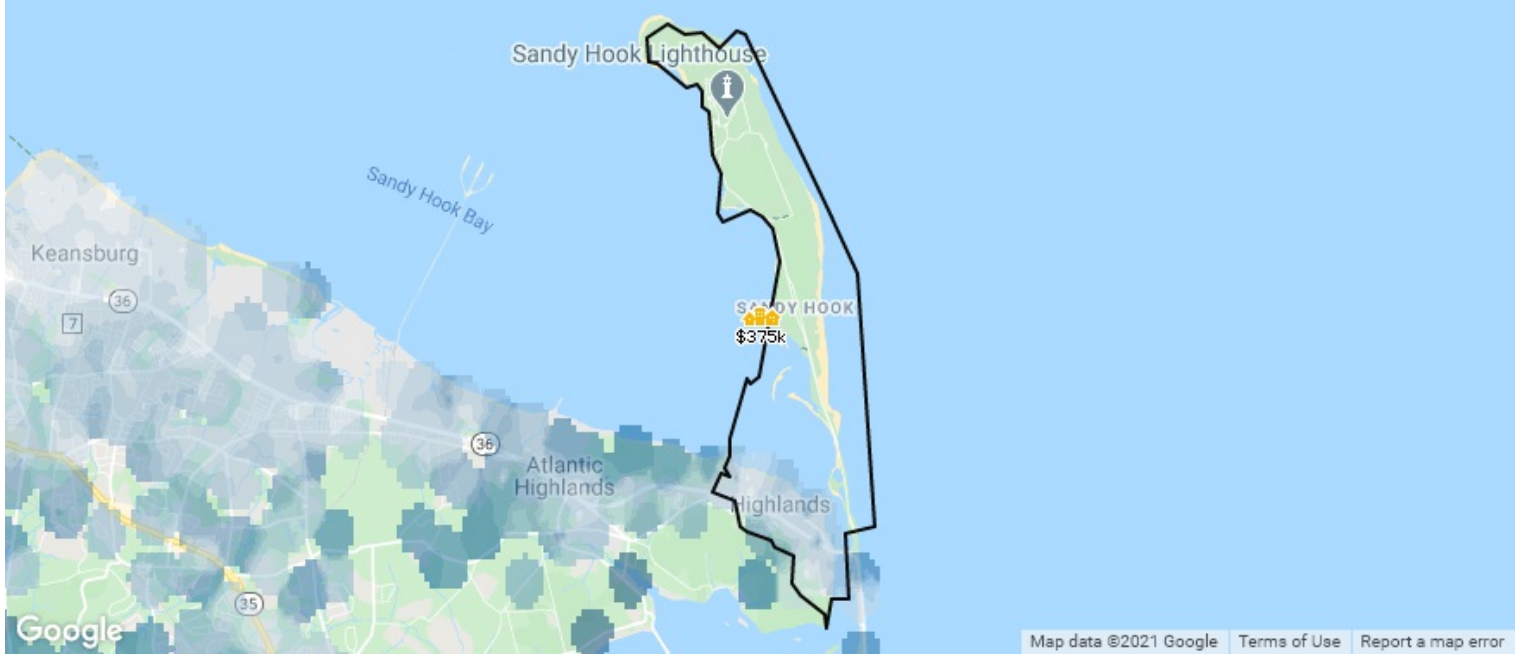 Sandy Hook Lighthouse
Sandy Hook Bay
Keansburg
36
7
SANDY HOOK
$375k
36
Atlantic
Highlands
Highlands
35
Google
Map data ©2021 Google Terms of Use Report a map error